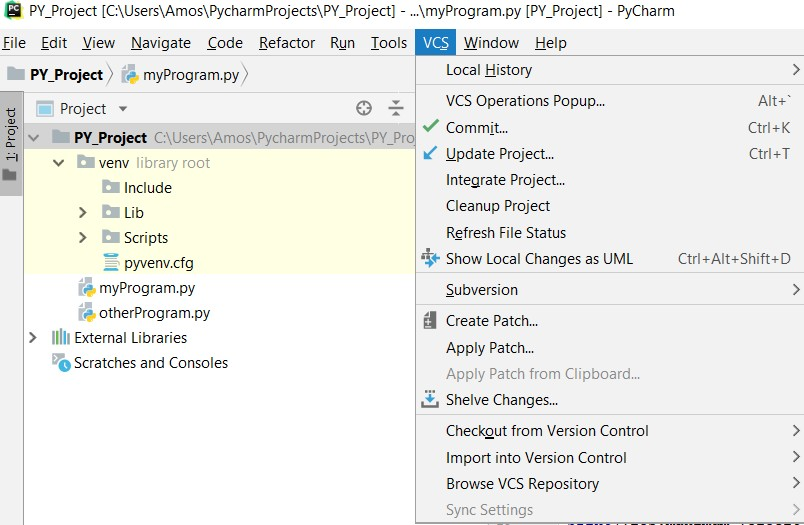 PC
PY_Project [C:\Users\Amos\PycharmProjects\PY_Project] - ...\myProgram.py [PY_Project] - PyCharm
File Edit View Navigate Code Refactor Run Tools VCS Window Help
PY_Project myProgram.py
1: Project
Project
PY_Project C:\Users\Amos\PycharmProjects\PY_Pro
venv library root
Include
Lib
Scripts
pyvenv.cfg
myProgram.py
otherProgram.py
External Libraries
Scratches and Consoles
Local History
VCS Operations Popup... Alt+`
Commit... Ctrl+K
Update Project... Ctrl+T
Integrate Project...
Cleanup Project
Refresh File Status
Show Local Changes as UML Ctrl+Alt+Shift+D
Subversion
Create Patch...
Apply Patch...
Apply Patch from Clipboard...
Shelve Changes...
Checkout from Version Control
Import into Version Control
Browse VCS Repository
Sync Settings